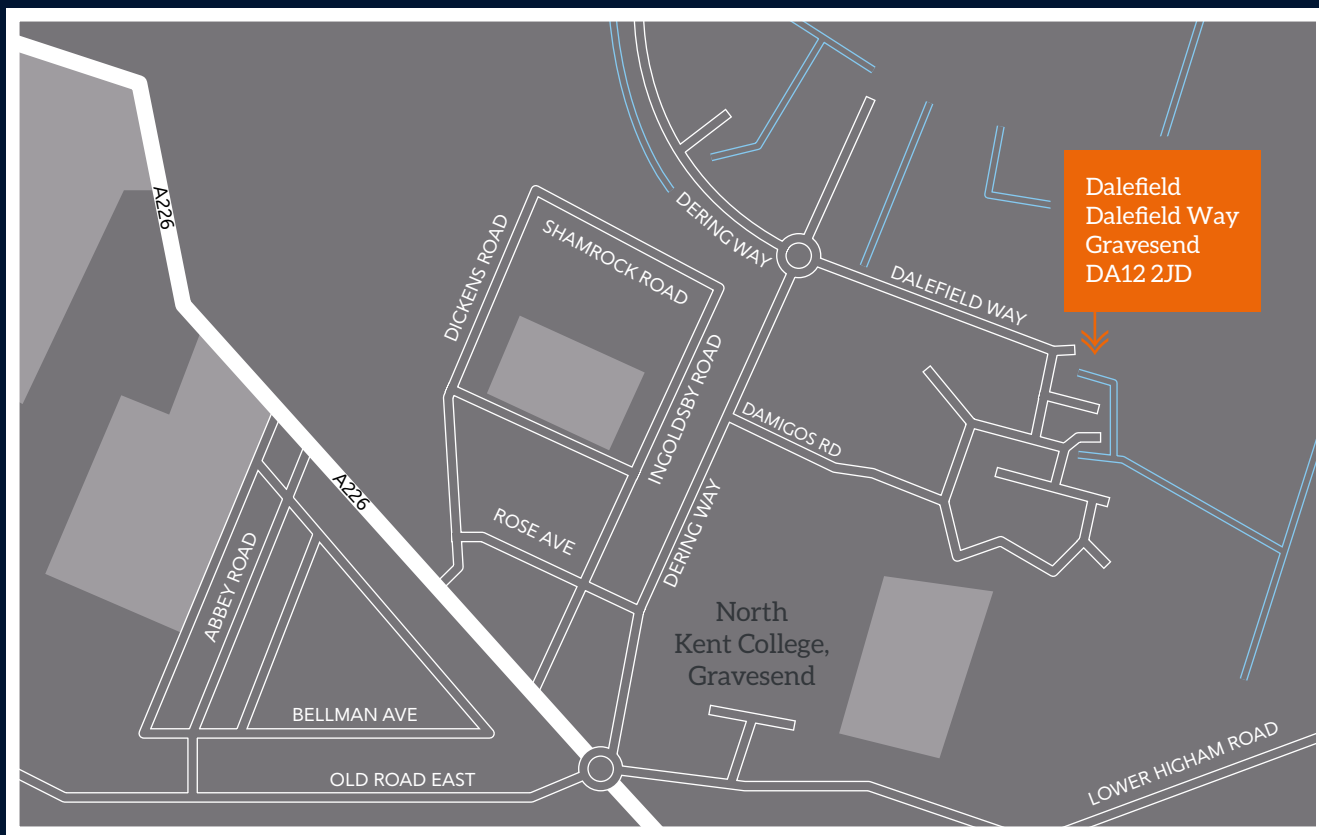 A226
DERING WAY
Dalefield
Dalefield Way
Gravesend
DA12 2JD
DICKENS ROAD
SHAMROCK ROAD
DALEFIELD WAY
INGOLDSBY ROAD
DAMIGOS RD
A226
ROSE AVE
DERING WAY
ABBEY ROAD
North
Kent College,
Gravesend
BELLMAN AVE
OLD ROAD EAST
LOWER HIGHAM ROAD